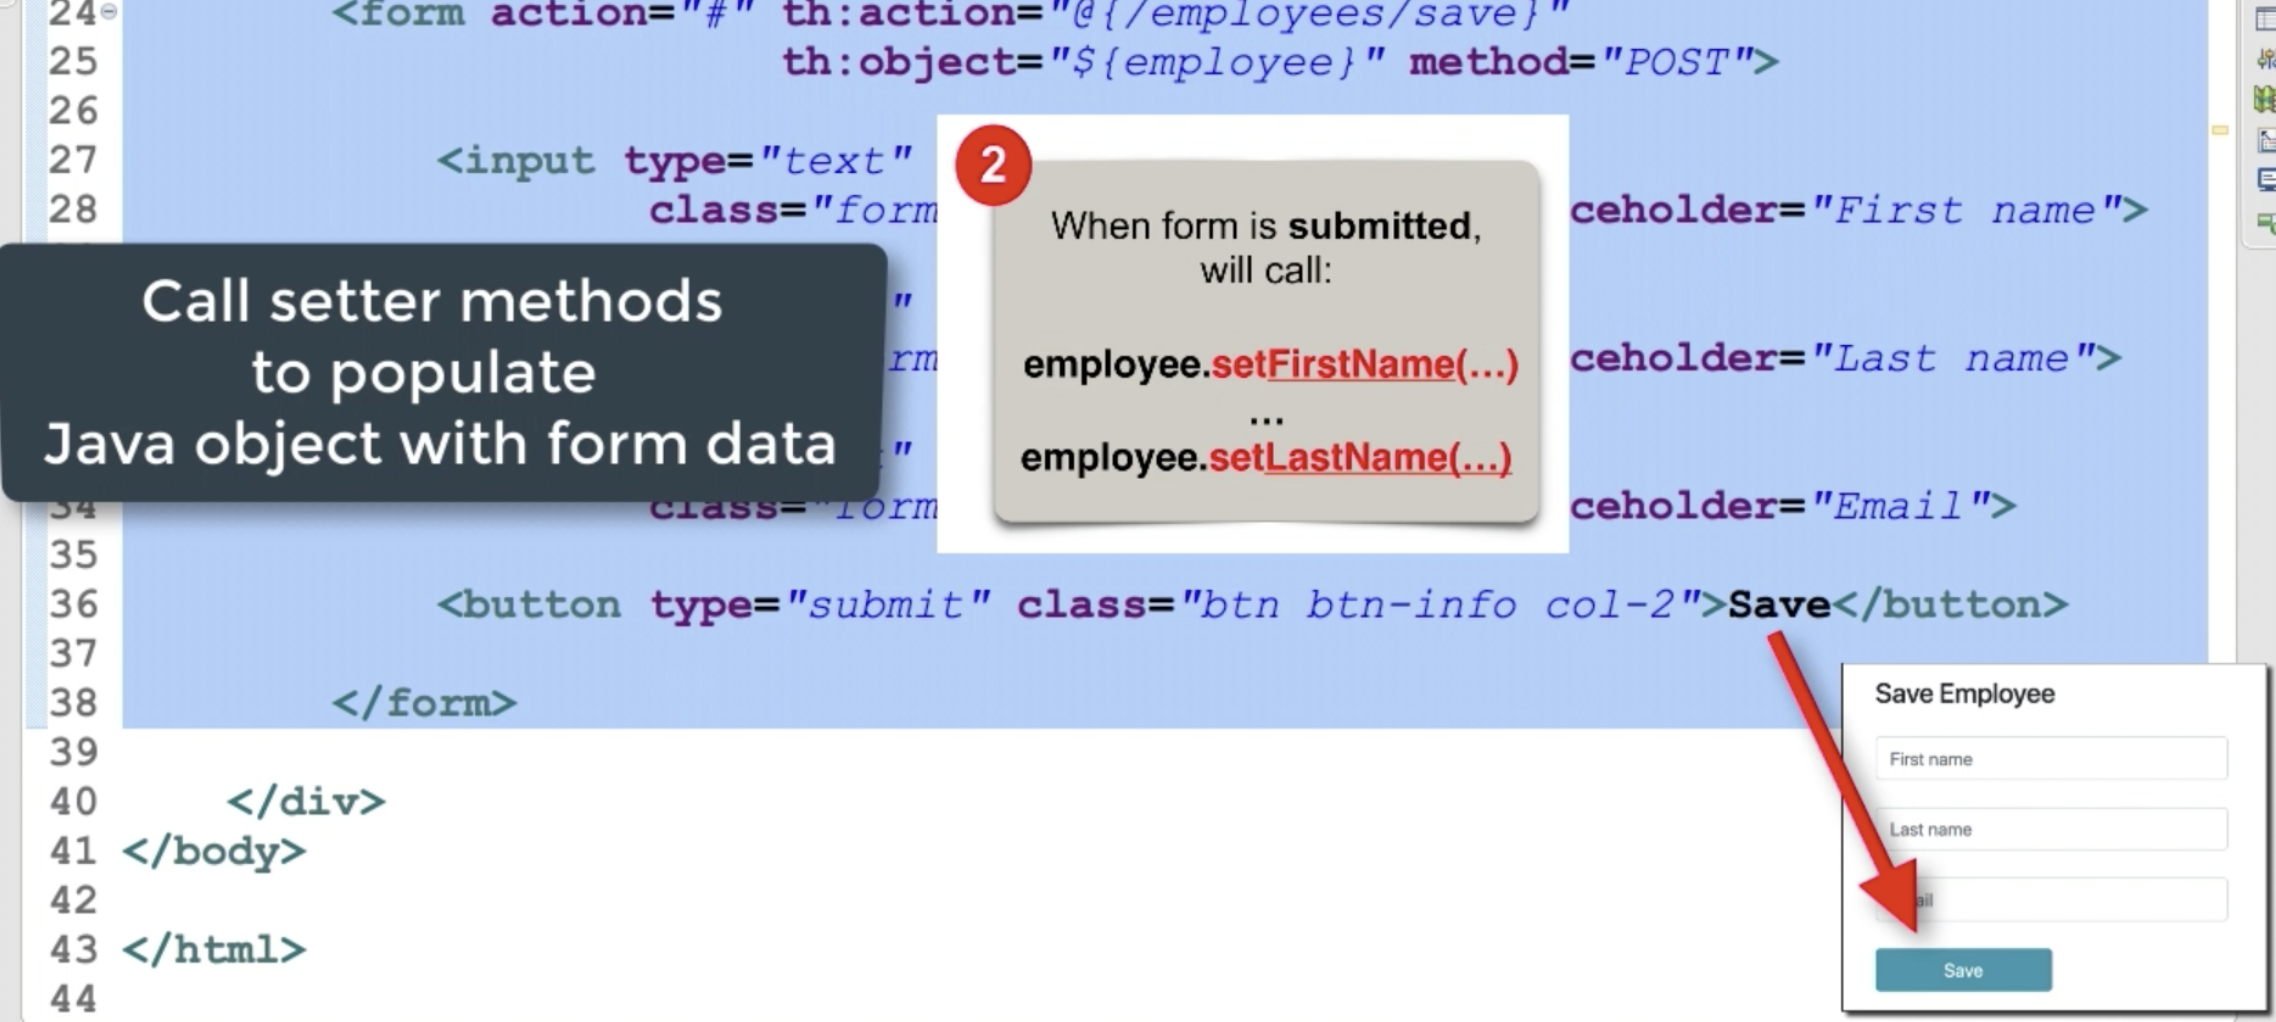 24 <form action="#" th:action="@{/employees/save}"
25 th:object="${employee}" method="POST">
26
27 <input type="text"
28 class="form ceholder="First name">
"
rm ceholder="Last name">
"
34 class="form ceholder="Email">
35
36 <button type="submit" class="btn btn-info col-2">Save</button>
37
38 </form>
39
40 </div>
41 </body>
42
43 </html>
44
Call setter methods
to populate
Java object with form data
2
When form is submitted,
will call:
employee.setFirstName(...)
...
employee.setLastName(...)
Save Employee
First name
Last name
ail
Save